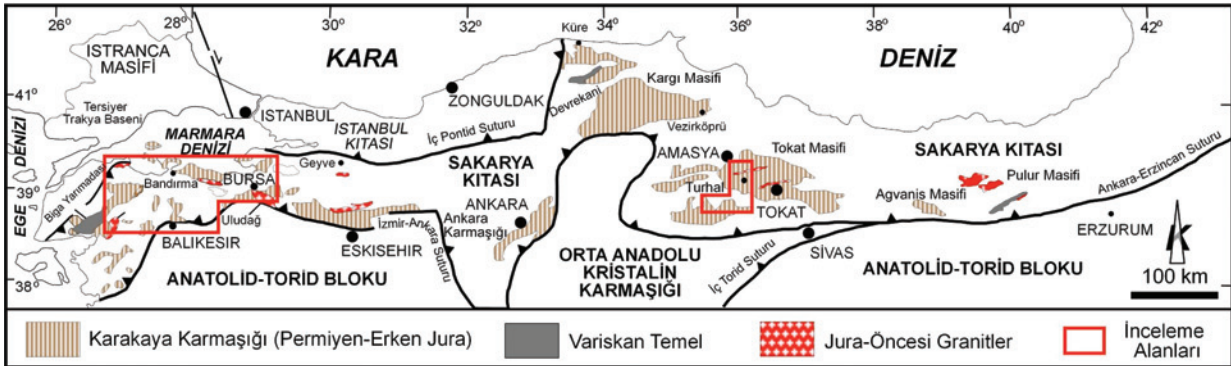 26º
28º
30º
32º
34º
36º
38º
40º
42º
ISTRANCA
MASİFİ
KARA
DENİZ
Küre
Kargı Masifi
41º
Tersiyer
Trakya Baseni
ISTANBUL
ZONGULDAK
Devrekani
Vezirköprü
41º
EGE DENİZİ
MARMARA
DENİZİ
ISTANBUL
KITASI
İç Pontid Suturu
Geyve
SAKARYA
KITASI
AMASYA
Tokat Masifi
SAKARYA KITASI
39º
Bandırma
BURSA
Turhal
Pulur Masifi
Agvanis Masifi
Ankara-Erzincan Suturu
39º
Biga Yarımadası
Uludağ
ANKARA
Ankara
Karmaşığı
TOKAT
BALIKESIR
İzmir-Ankara Suturu
ESKISEHIR
SİVAS
ERZURUM
K
38º
ANATOLİD-TORİD BLOKU
ORTA ANADOLU
KRİSTALİN
KARMAŞIĞI
İç Torid Suturu
ANATOLİD-TORİD BLOKU
100 km
Karakaya Karmaşığı (Permiyen-Erken Jura)
Variskan Temel
Jura-Öncesi Granitler
İnceleme
Alanları